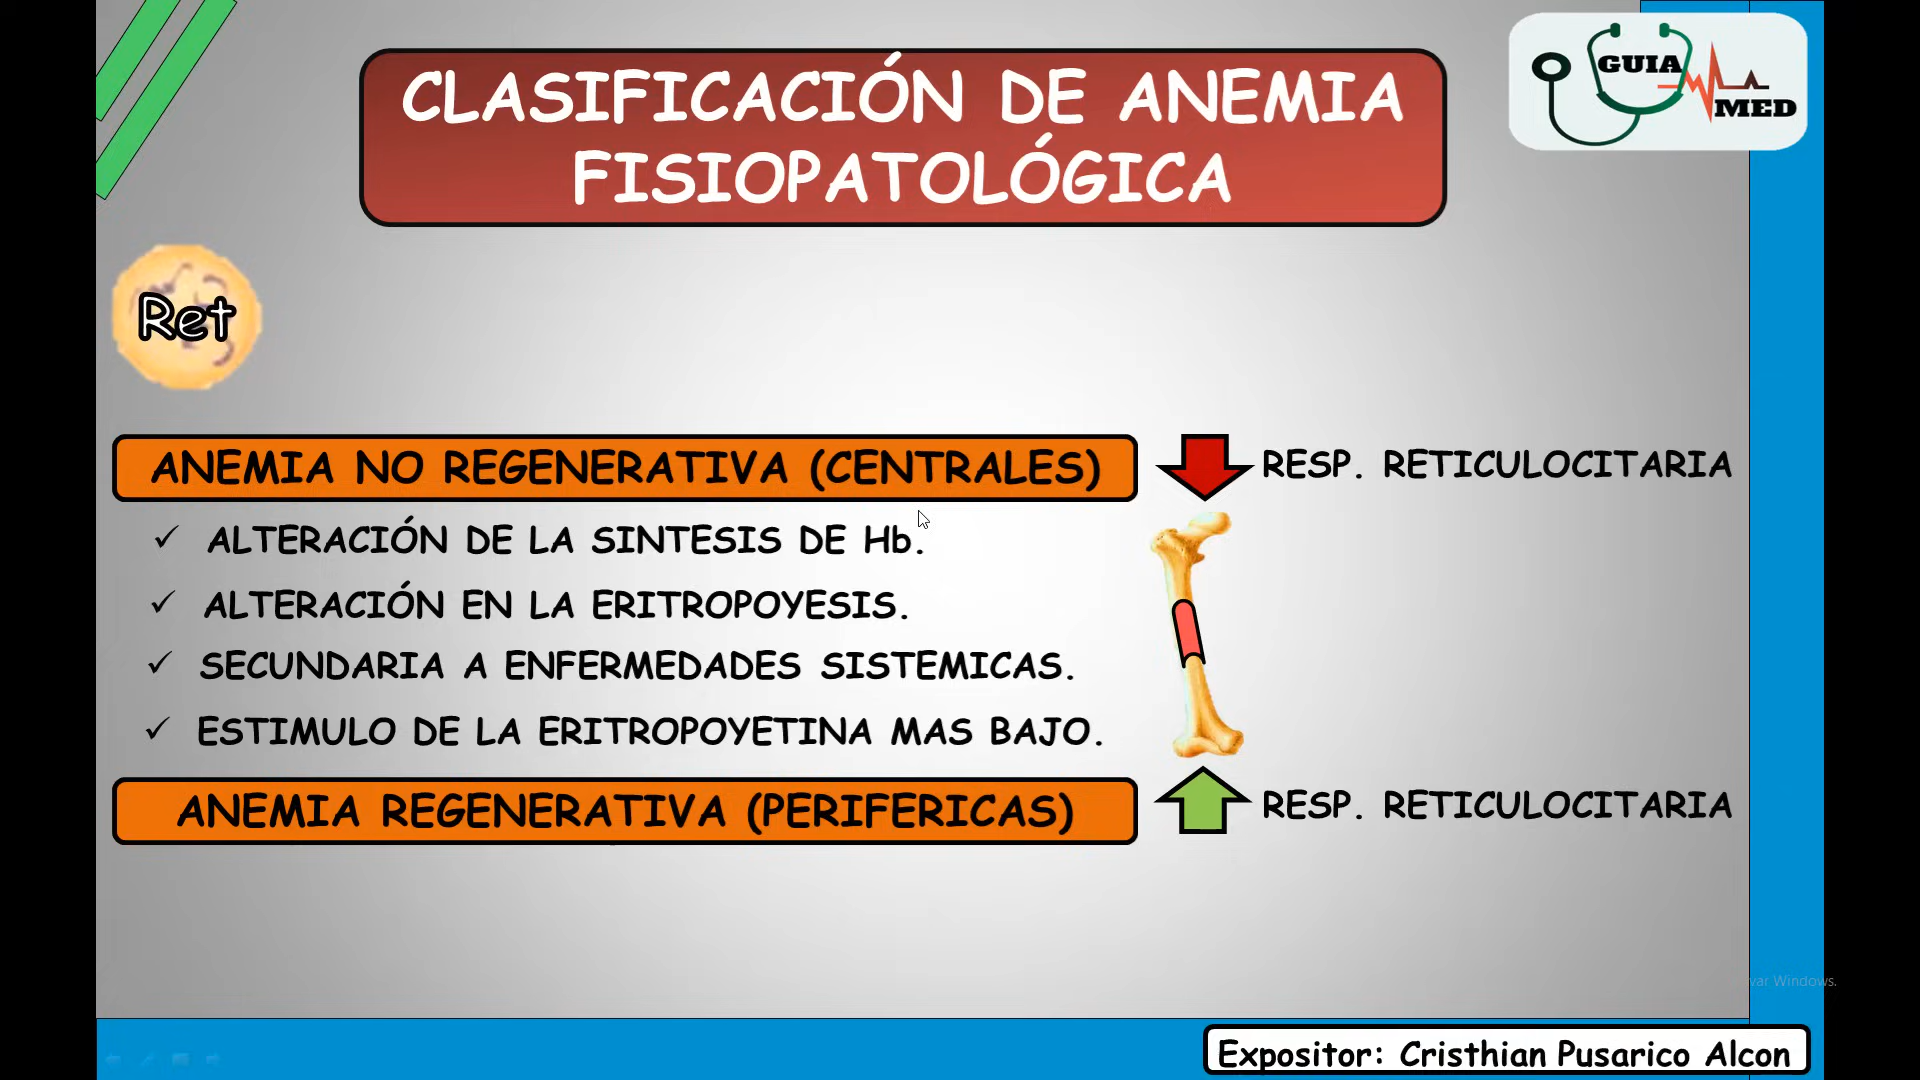 CLASIFICACIÓN DE ANEMIA
FISIOPATOLÓGICA
GUIA
MED
Ret
ANEMIA NO REGENERATIVA (CENTRALES)
RESP. RETICULOCITARIA
✓ ALTERACIÓN DE LA SINTESIS DE Hb.
✓ ALTERACIÓN EN LA ERITROPOYESIS.
✓ SECUNDARIA A ENFERMEDADES SISTEMICAS.
✓ ESTIMULO DE LA ERITROPOYETINA MAS BAJO.
ANEMIA REGENERATIVA (PERIFERICAS)
RESP. RETICULOCITARIA
var Windows.
Expositor: Cristhian Pusarico Alcon